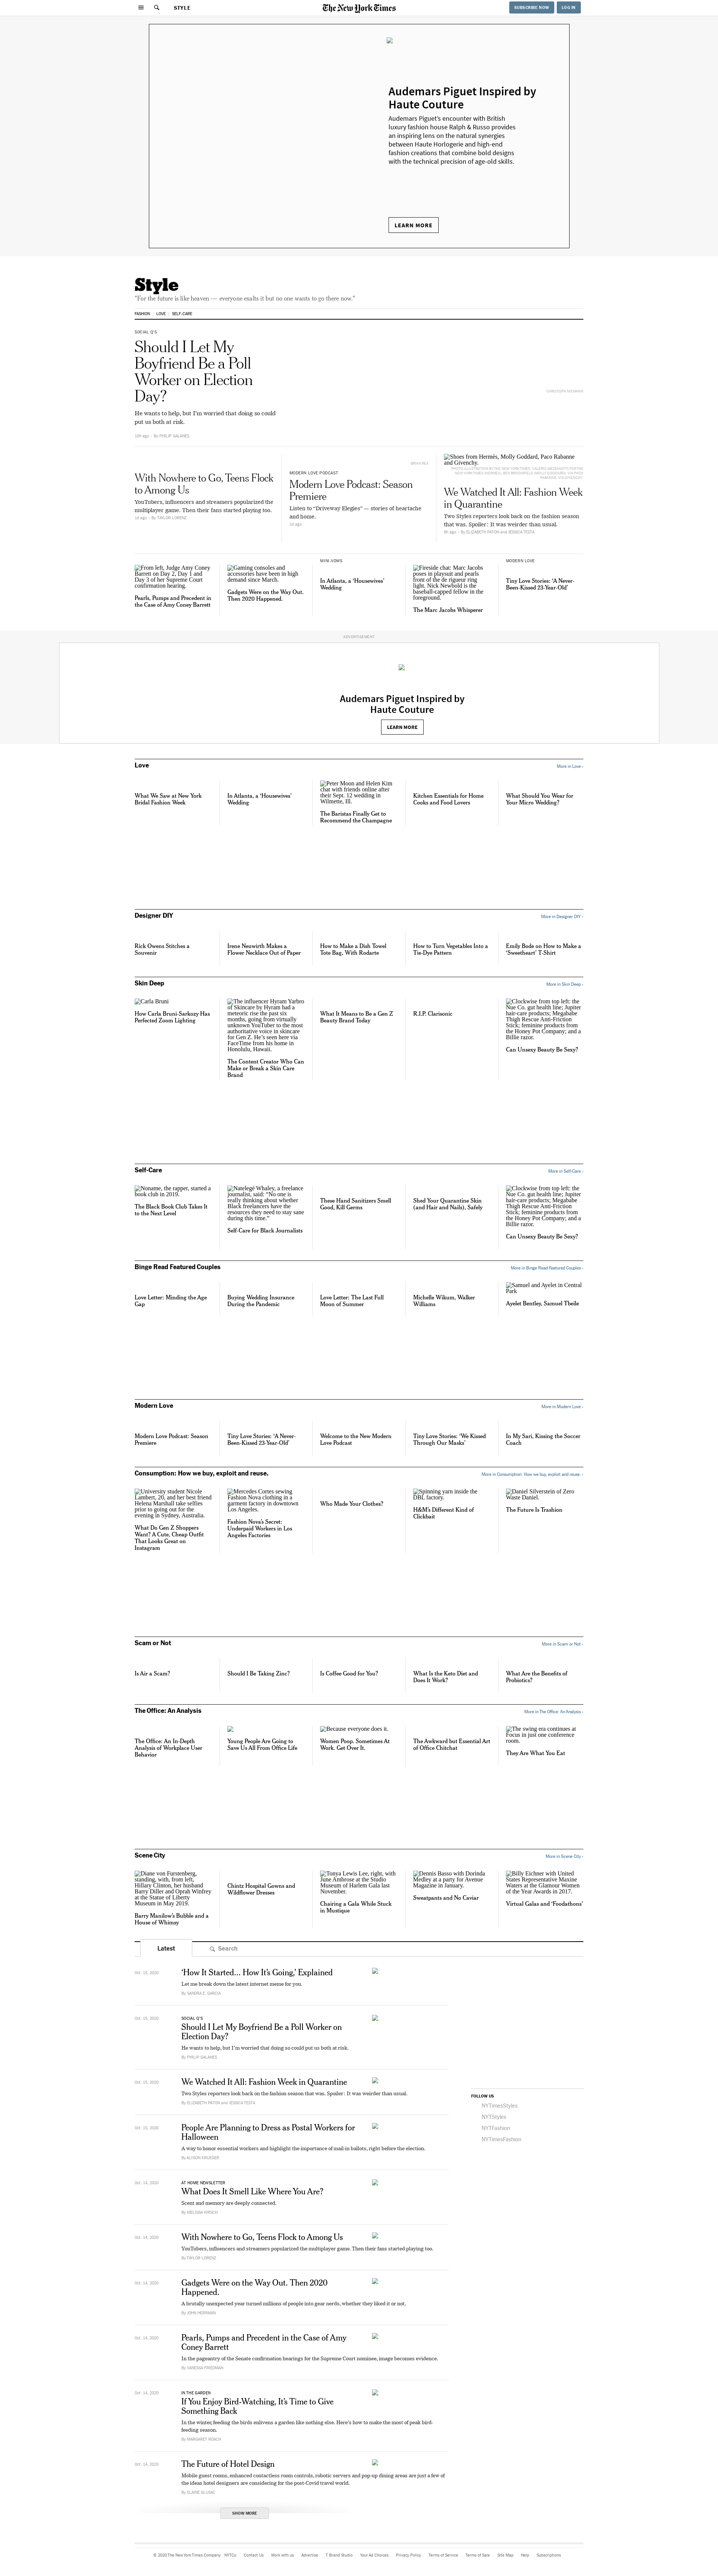 STYLE
The New York Times
SUBSCRIBE NOW
LOG IN
Audemars Piguet Inspired by
Haute Couture
Audemars Piguet's encounter with British
luxury fashion house Ralph & Russo provides
an inspiring lens on the natural synergies
between Haute Horlogerie and high-end
fashion creations that combine bold designs
with the technical precision of age-old skills.
LEARN MORE
Style
"For the future is like heaven — everyone exalts it but no one wants to go there now."
FASHION
LOVE
SELF-CARE
SOCIAL Q'S
Should I Let My
Boyfriend Be a Poll
Worker on Election
Day?
He wants to help, but I'm worried that doing so could
put us both at risk.
10h ago · By PHILIP GALANES
With Nowhere to Go, Teens Flock
to Among Us
YouTubers, influencers and streamers popularized the
multiplayer game. Then their fans started playing too.
1d ago · By TAYLOR LORENZ
MODERN LOVE PODCAST
Modern Love Podcast: Season
Premiere
Listen to "Driveway Elegies" — stories of heartache
and home.
1d ago
Shoes from Hermès, Molly Goddard, Paco Rabanne
and Givenchy.
We Watched It All: Fashion Week
in Quarantine
Two Styles reporters look back on the fashion season
that was. Spoiler: It was weirder than usual.
By ELIZABETH PATON and JESSICA TESTA
From left, Judge Amy Coney
Barrett on Day 2, Day 1 and
Day 3 of her Supreme Court
confirmation hearing.
Pearls, Pumps and Precedent in
the Case of Amy Coney Barrett
Gaming consoles and
accessories have been in high
demand since March.
Gadgets Were on the Way Out.
Then 2020 Happened.
MINI VOWS
In Atlanta, a 'Housewives'
Wedding
Fireside chat: Marc Jacobs
poses in playsuit and pearls
front of the de rigueur ring
light. Nick Newbold is the
baseball-capped fellow in the
foreground.
The Marc Jacobs Whisperer
MODERN LOVE
Tiny Love Stories: 'A Never-
Been-Kissed 23-Year-Old'
ADVERTISEMENT
Audemars Piguet Inspired by
Haute Couture
LEARN MORE
Love
More in Love ›
What We Saw at New York
Bridal Fashion Week
In Atlanta, a 'Housewives'
Wedding
Peter Moon and Helen Kim
chat with friends online after
their Sept. 12 wedding in
Wilmette, Ill.
The Baristas Finally Get to
Recommend the Champagne
Kitchen Essentials for Home
Cooks and Food Lovers
What Should You Wear for
Your Micro Wedding?
Designer DIY
More in Designer DIY ›
Rick Owens Stitches a
Souvenir
Irene Neuwirth Makes a
Flower Necklace Out of Paper
How to Make a Dish Towel
Tote Bag, With Rodarte
How to Turn Vegetables Into a
Tie-Dye Pattern
Emily Bode on How to Make a
'Sweetheart' T-Shirt
Skin Deep
More in Skin Deep ›
Carla Bruni
How Carla Bruni-Sarkozy Has
Perfected Zoom Lighting
The influencer Hyram Yarbro
of Skincare by Hyram had a
meteoric rise the past six
months, going from virtually
unknown YouTuber to the most
authoritative voice in skincare
for Gen Z. He's seen here via
FaceTime from his home in
Honolulu, Hawaii.
The Content Creator Who Can
Make or Break a Skin Care
Brand
What It Means to Be a Gen Z
Beauty Brand Today
R.I.P. Clarisonic
Clockwise from top left: the
Nue Co. gut health line; Jupiter
hair-care products; Megababe
Thigh Rescue Anti-Friction
Stick; feminine products from
the Honey Pot Company; and a
Billie razor.
Can Unsexy Beauty Be Sexy?
Self-Care
More in Self-Care ›
Noname, the rapper, started a
book club in 2019.
The Black Book Club Takes It
to the Next Level
Natelegé Whaley, a freelance
journalist, said: "No one is
really thinking about whether
Black freelancers have the
resources they need to stay sane
during this time."
Self-Care for Black Journalists
These Hand Sanitizers Smell
Good, Kill Germs
Shed Your Quarantine Skin
(and Hair and Nails), Safely
Clockwise from top left: the
Nue Co. gut health line; Jupiter
hair-care products; Megababe
Thigh Rescue Anti-Friction
Stick; feminine products from
the Honey Pot Company; and a
Billie razor.
Can Unsexy Beauty Be Sexy?
Binge Read Featured Couples
More in Binge Read Featured Couples ›
Love Letter: Minding the Age
Gap
Buying Wedding Insurance
During the Pandemic
Love Letter: The Last Full
Moon of Summer
Michelle Wikum, Walker
Williams
Samuel and Ayelet in Central
Park
Ayelet Bentley, Samuel Theile
Modern Love
More in Modern Love ›
Modern Love Podcast: Season
Premiere
Tiny Love Stories: 'A Never-
Been-Kissed 23-Year-Old'
Welcome to the New Modern
Love Podcast
Tiny Love Stories: 'We Kissed
Through Our Masks'
In My Sari, Kissing the Soccer
Coach
Consumption: How we buy, exploit and reuse.
More in Consumption: How we buy, exploit and reuse. ›
University student Nicole
Lambert, 20, and her best friend
Helena Marshall take selfies
prior to going out for the
evening in Sydney, Australia.
What Do Gen Z Shoppers
Want? A Cute, Cheap Outfit
That Looks Great on
Instagram
Mercedes Cortes sewing
Fashion Nova clothing in a
garment factory in downtown
Los Angeles.
Fashion Nova's Secret:
Underpaid Workers in Los
Angeles Factories
Who Made Your Clothes?
Spinning yarn inside the
DBL factory.
H&M's Different Kind of
Clickbait
Daniel Silverstein of Zero
Waste Daniel.
The Future Is Trashion
Scam or Not
More in Scam or Not ›
Is Air a Scam?
Should I Be Taking Zinc?
Is Coffee Good for You?
What Is the Keto Diet and
Does It Work?
What Are the Benefits of
Probiotics?
The Office: An Analysis
More in The Office: An Analysis ›
The Office: An In-Depth
Analysis of Workplace User
Behavior
Young People Are Going to
Save Us All From Office Life
Because everyone does it.
Women Poop. Sometimes At
Work. Get Over It.
The Awkward but Essential Art
of Office Chitchat
The swing era continues at
Focus in just one conference
room.
They Are What You Eat
Scene City
More in Scene City ›
Diane von Furstenberg,
standing, with, from left,
Hillary Clinton, her husband
Barry Diller and Oprah Winfrey
at the Statue of Liberty
Museum in May 2019.
Barry Manilow's Bubble and a
House of Whimsy
Chintz Hospital Gowns and
Wildflower Dresses
Tonya Lewis Lee, right, with
June Ambrose at the Studio
Museum of Harlem Gala last
November.
Chairing a Gala While Stuck
in Mustique
Dennis Basso with Dorinda
Medley at a party for Avenue
Magazine in January.
Sweatpants and No Caviar
Billy Eichner with United
States Representative Maxine
Waters at the Glamour Women
of the Year Awards in 2017.
Virtual Galas and 'Foodathons'
Latest
Search
Oct. 15, 2020
'How It Started... How It's Going,' Explained
Let me break down the latest internet meme for you.
By SANDRA E. GARCIA
Oct. 15, 2020
SOCIAL Q'S
Should I Let My Boyfriend Be a Poll Worker on
Election Day?
He wants to help, but I'm worried that doing so could put us both at risk.
By PHILIP GALANES
Oct. 15, 2020
We Watched It All: Fashion Week in Quarantine
Two Styles reporters look back on the fashion season that was. Spoiler: It was weirder than usual.
By ELIZABETH PATON and JESSICA TESTA
Oct. 15, 2020
People Are Planning to Dress as Postal Workers for
Halloween
A way to honor essential workers and highlight the importance of mail-in ballots, right before the election.
By ALYSON KRUEGER
Oct. 14, 2020
AT HOME NEWSLETTER
What Does It Smell Like Where You Are?
Scent and memory are deeply connected.
By MELISSA KIRSCH
Oct. 14, 2020
With Nowhere to Go, Teens Flock to Among Us
YouTubers, influencers and streamers popularized the multiplayer game. Then their fans started playing too.
By TAYLOR LORENZ
Oct. 14, 2020
Gadgets Were on the Way Out. Then 2020
Happened.
A brutally unexpected year turned millions of people into gear nerds, whether they liked it or not.
By JOHN HERRMAN
Oct. 14, 2020
Pearls, Pumps and Precedent in the Case of Amy
Coney Barrett
In the pageantry of the Senate confirmation hearings for the Supreme Court nominee, image becomes evidence.
By VANESSA FRIEDMAN
Oct. 14, 2020
IN THE GARDEN
If You Enjoy Bird-Watching, It's Time to Give
Something Back
In the winter, feeding the birds enlivens a garden like nothing else. Here's how to make the most of peak bird-
feeding season.
By MARGARET ROACH
Oct. 14, 2020
The Future of Hotel Design
Mobile guest rooms, enhanced contactless room controls, robotic servers and pop-up dining areas are just a few of
the ideas hotel designers are considering for the post-Covid travel world.
By ELAINE GLUSAC
SHOW MORE
FOLLOW US
NYTimesStyles
NYTStyles
NYTFashion
NYTimesFashion
© 2020 The New York Times Company
NYTCo
Contact Us
Work with us
Advertise
T Brand Studio
Your Ad Choices
Privacy Policy
Terms of Service
Terms of Sale
Site Map
Help
Subscriptions